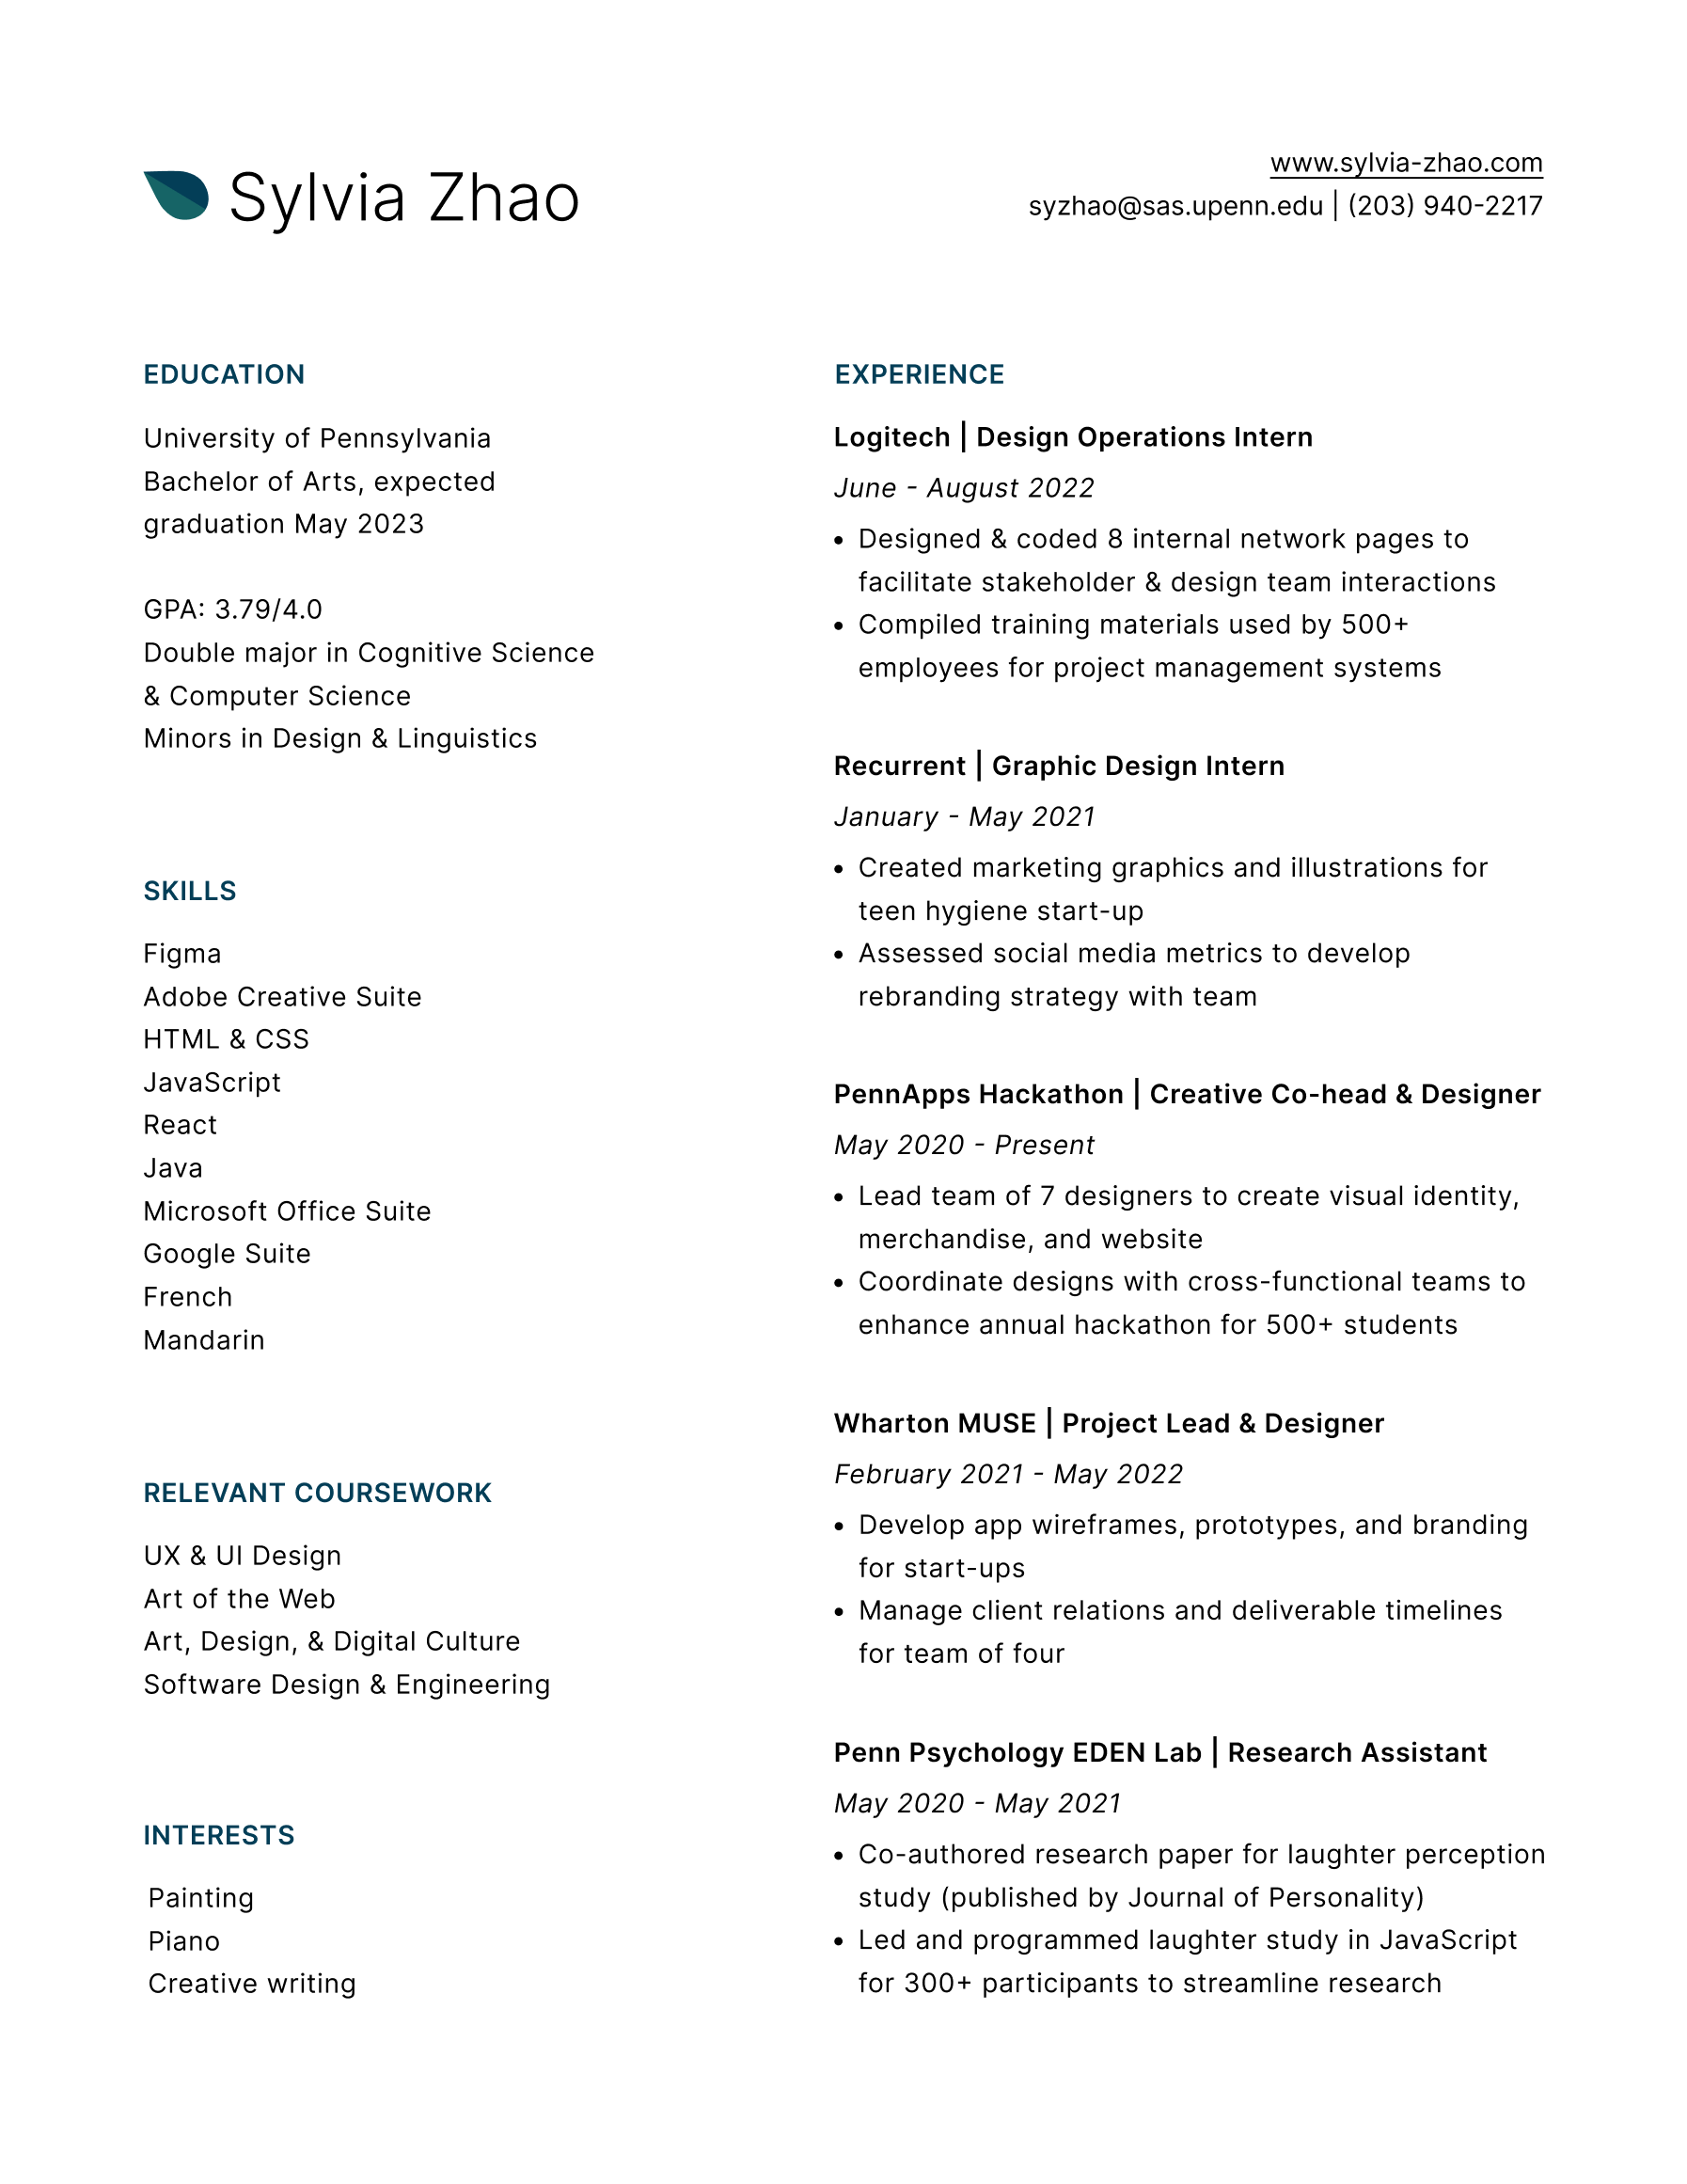 Sylvia Zhao
www.sylvia-zhao.com
syzhao@sas.upenn.edu | (203) 940-2217
EDUCATION
University of Pennsylvania
Bachelor of Arts, expected
graduation May 2023
GPA: 3.79/4.0
Double major in Cognitive Science
& Computer Science
Minors in Design & Linguistics
SKILLS
Figma
Adobe Creative Suite
HTML & CSS
JavaScript
React
Java
Microsoft Office Suite
Google Suite
French
Mandarin
RELEVANT COURSEWORK
UX & UI Design
Art of the Web
Art, Design, & Digital Culture
Software Design & Engineering
INTERESTS
Painting
Piano
Creative writing
EXPERIENCE
Logitech | Design Operations Intern
June - August 2022
• Designed & coded 8 internal network pages to
facilitate stakeholder & design team interactions
• Compiled training materials used by 500+
employees for project management systems
Recurrent | Graphic Design Intern
January - May 2021
• Created marketing graphics and illustrations for
teen hygiene start-up
• Assessed social media metrics to develop
rebranding strategy with team
PennApps Hackathon | Creative Co-head & Designer
May 2020 - Present
• Lead team of 7 designers to create visual identity,
merchandise, and website
• Coordinate designs with cross-functional teams to
enhance annual hackathon for 500+ students
Wharton MUSE | Project Lead & Designer
February 2021 - May 2022
• Develop app wireframes, prototypes, and branding
for start-ups
• Manage client relations and deliverable timelines
for team of four
Penn Psychology EDEN Lab | Research Assistant
May 2020 - May 2021
• Co-authored research paper for laughter perception
study (published by Journal of Personality)
• Led and programmed laughter study in JavaScript
for 300+ participants to streamline research